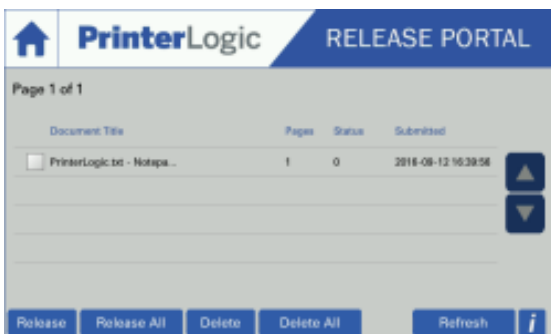 PrinterLogic RELEASE PORTAL
Page 1 of 1
Document Title Pages Status Submitted
PrinterLogic.txt - Notepa... 1 0 2016-09-12 16:39:56
Release Release All Delete Delete All Refresh i